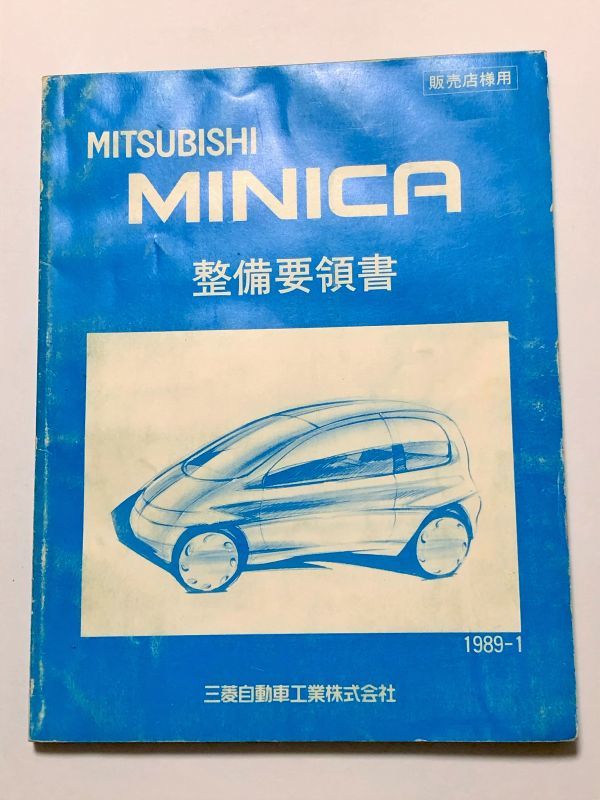 販売店様用
MITSUBISHI
MINICA
整備要領書
1989-1
三菱自動車工業株式会社